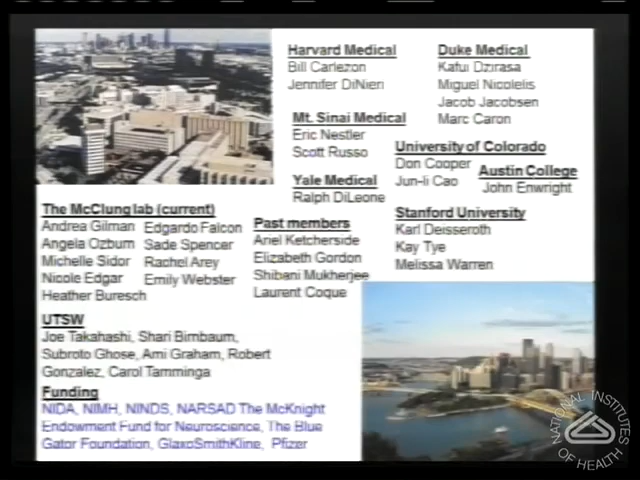 Harvard Medical
Bill Carlezon
Jennifer DiNieri
Duke Medical
Kafui Dzirasa
Miguel Nicolelis
Jacob Jacobsen
Marc Caron
Mt. Sinai Medical
Eric Nestler
Scott Russo
University of Colorado
Don Cooper
Jun-li Cao
Austin College
John Enwright
Yale Medical
Ralph DiLeone
Stanford University
Karl Deisseroth
Kay Tye
Melissa Warren
The McClung lab (current)
Andrea Gilman
Angela Ozburn
Michelle Sidor
Nicole Edgar
Heather Buresch
Edgardo Falcon
Sade Spencer
Rachel Arey
Emily Webster
Past members
Ariel Ketcherside
Elizabeth Gordon
Shibani Mukherjee
Laurent Coque
UTSW
Joe Takahashi, Shari Birnbaum,
Subroto Ghose, Ami Graham, Robert
Gonzalez, Carol Tamminga
Funding
NIDA, NIMH, NINDS, NARSAD The McKnight
Endowment Fund for Neuroscience, The Blue
Gator Foundation, GlaxoSmithKline, Pfizer
NATIONAL INSTITUTES
OF HEALTH